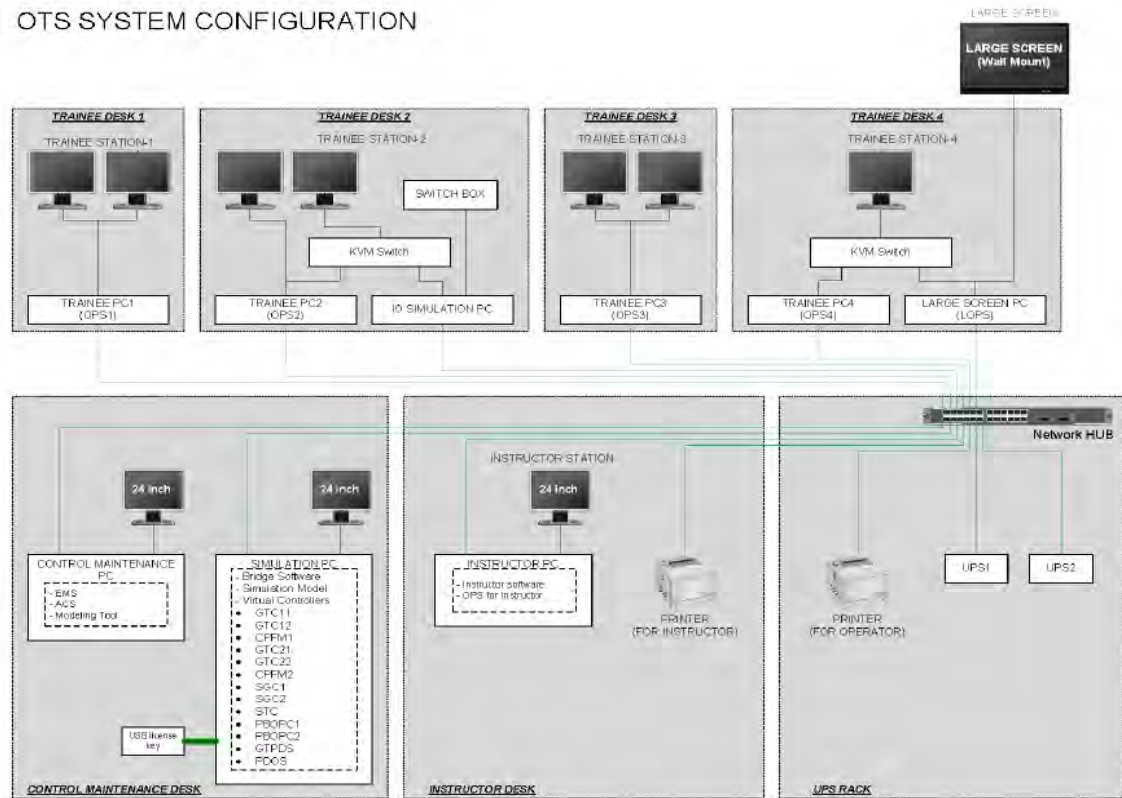 OTS SYSTEM CONFIGURATION
LARGE SCREEN
LARGE SCREEN
(Wall Mount)
TRAINEE DESK 1
TRAINEE STATION-1
TRAINEE PC1
(OPS1)
TRAINEE DESK 2
TRAINEE STATION-2
SWITCH BOX
KVM Switch
TRAINEE PC2
(OPS2)
IO SIMULATION PC
TRAINEE DESK 3
TRAINEE STATION-3
TRAINEE PC3
(OPS3)
TRAINEE DESK 4
TRAINEE STATION-4
KVM Switch
TRAINEE PC4
(OPS4)
LARGE SCREEN PC
(LOPS)
Network HUB
24 inch
CONTROL MAINTENANCE
PC
- EMS
- ACS
- Modeling Tool
24 inch
SIMULATION PC
- Bridge Software
- Simulation Model
- Virtual Controllers
• GTC11
• GTC12
• CPFM1
• GTC21
• GTC22
• CPFM2
• SGC1
• SGC2
• STC
• PBOPC1
• PBOPC2
• GTPDS
• PDOS
USB license
key
CONTROL MAINTENANCE DESK
INSTRUCTOR STATION
24 inch
INSTRUCTOR PC
- Instructor software
- OPS for Instructor
PRINTER
(FOR INSTRUCTOR)
INSTRUCTOR DESK
PRINTER
(FOR OPERATOR)
UPS1
UPS2
UPS RACK